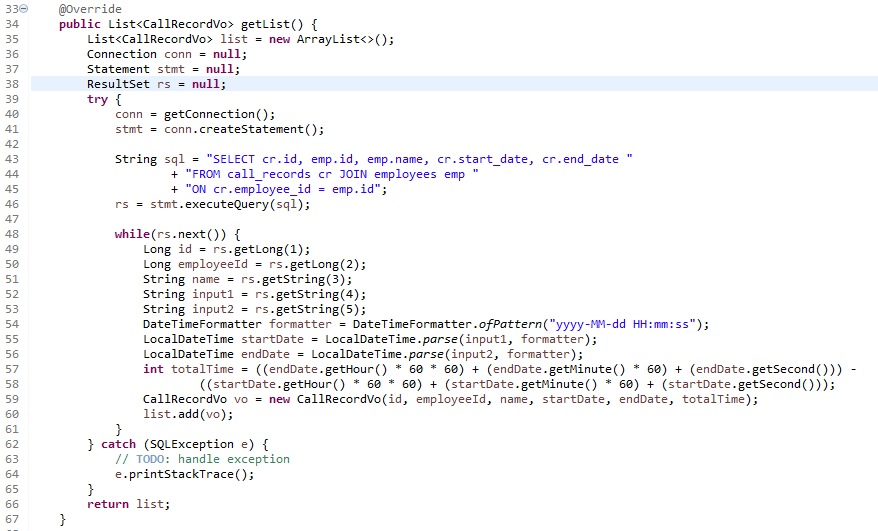 33 @Override
34 public List<CallRecordVo> getList() {
35 List<CallRecordVo> list = new ArrayList<>();
36 Connection conn = null;
37 Statement stmt = null;
38 ResultSet rs = null;
39 try {
40 conn = getConnection();
41 stmt = conn.createStatement();
42
43 String sql = "SELECT cr.id, emp.id, emp.name, cr.start_date, cr.end_date "
44 + "FROM call_records cr JOIN employees emp "
45 + "ON cr.employee_id = emp.id";
46 rs = stmt.executeQuery(sql);
47
48 while(rs.next()) {
49 Long id = rs.getLong(1);
50 Long employeeId = rs.getLong(2);
51 String name = rs.getString(3);
52 String input1 = rs.getString(4);
53 String input2 = rs.getString(5);
54 DateTimeFormatter formatter = DateTimeFormatter.ofPattern("yyyy-MM-dd HH:mm:ss");
55 LocalDateTime startDate = LocalDateTime.parse(input1, formatter);
56 LocalDateTime endDate = LocalDateTime.parse(input2, formatter);
57 int totalTime = ((endDate.getHour() * 60 * 60) + (endDate.getMinute() * 60) + (endDate.getSecond())) -
58 ((startDate.getHour() * 60 * 60) + (startDate.getMinute() * 60) + (startDate.getSecond()));
59 CallRecordVo vo = new CallRecordVo(id, employeeId, name, startDate, endDate, totalTime);
60 list.add(vo);
61 }
62 } catch (SQLException e) {
63 // TODO: handle exception
64 e.printStackTrace();
65 }
66 return list;
67 }